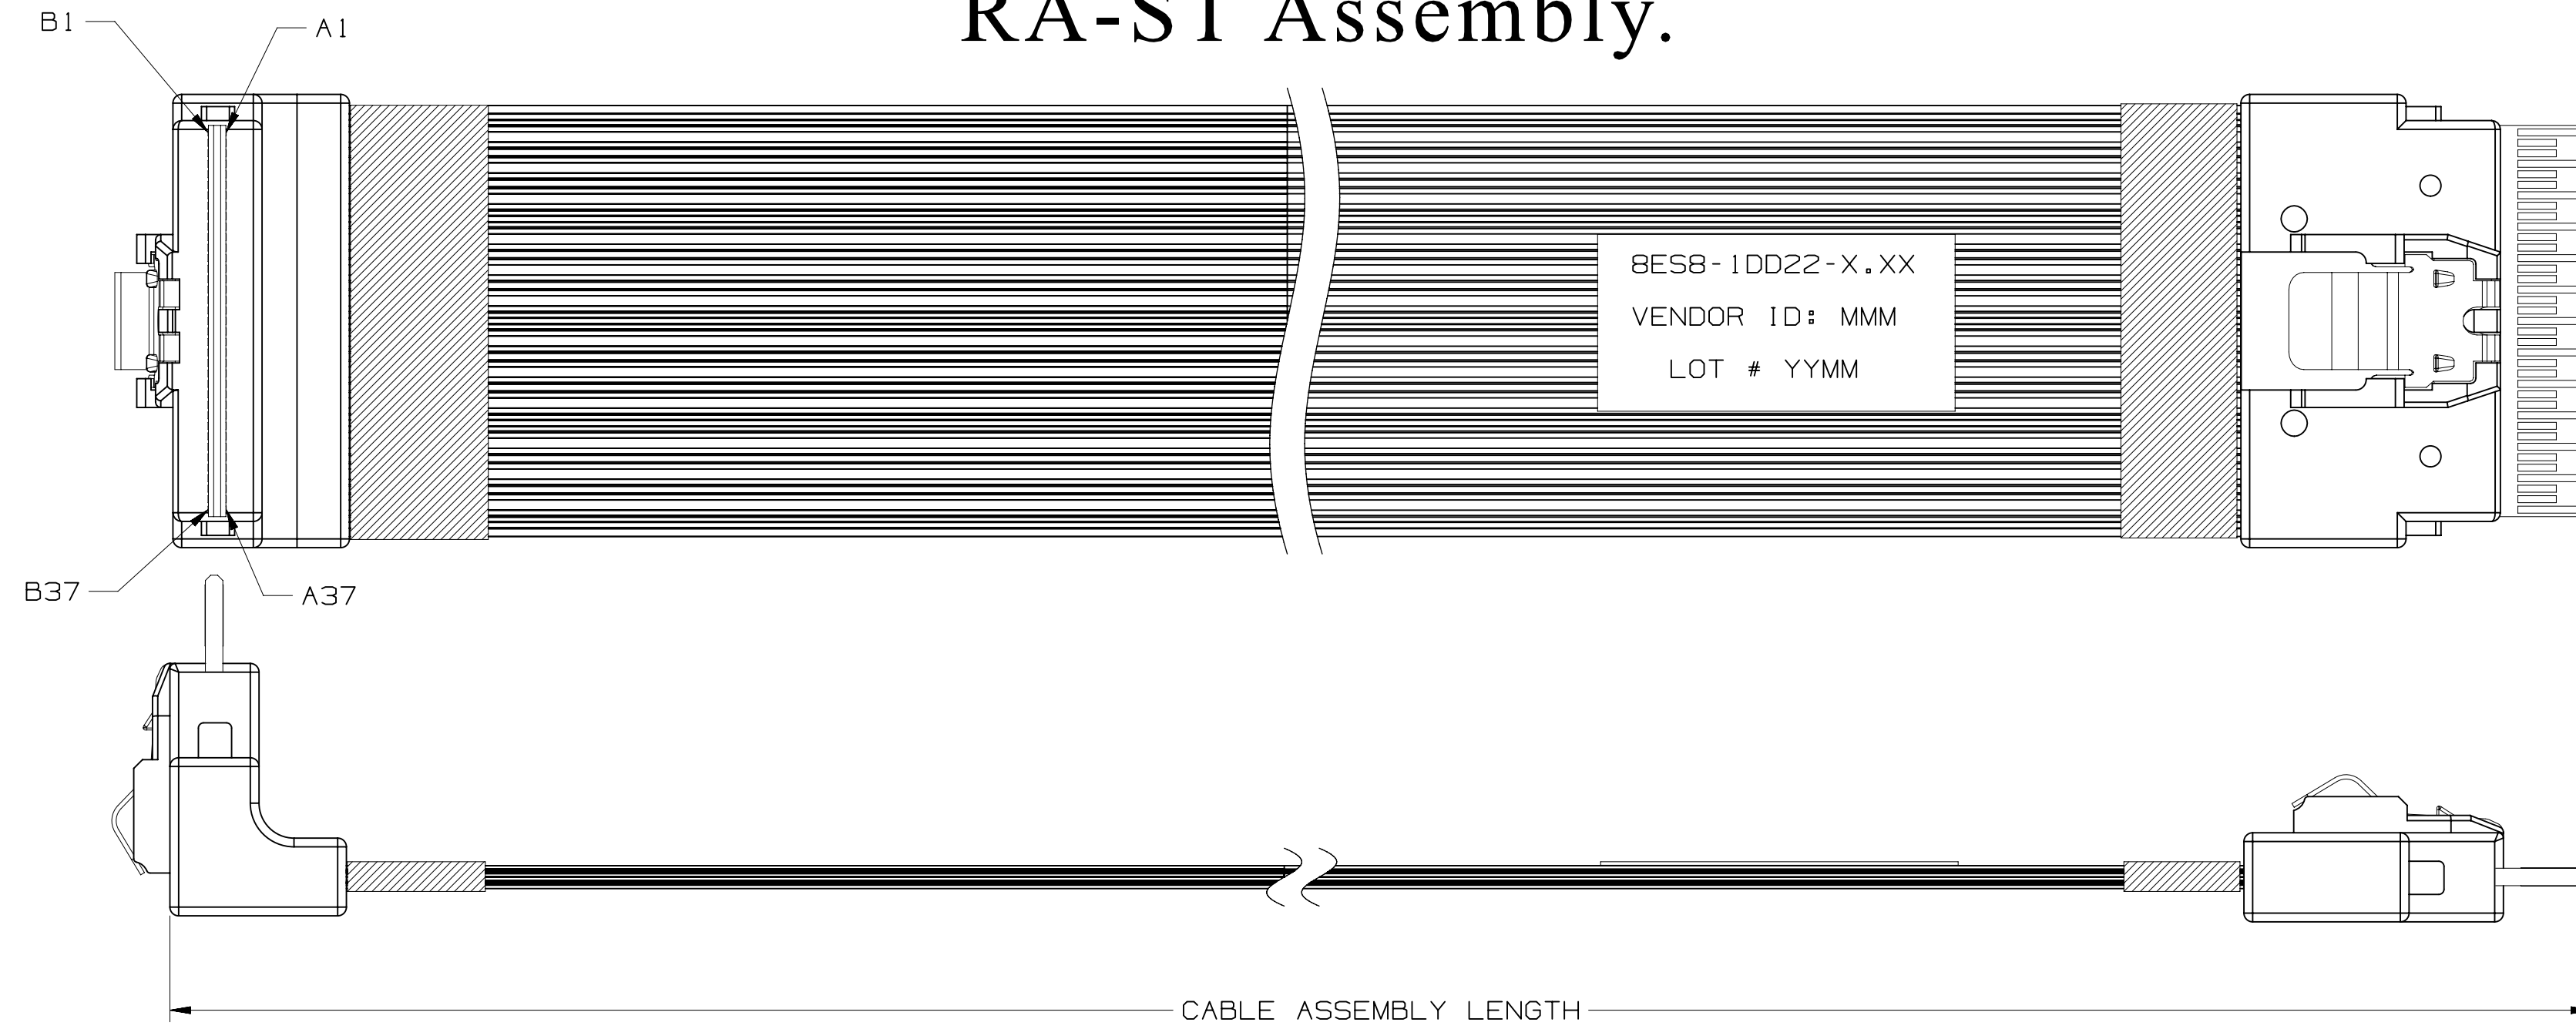 RA-ST Assembly.
B1
A1
8ES8-1DD22-X.XX
VENDOR ID: MMM
LOT # YYMM
B37
A37
CABLE ASSEMBLY LENGTH